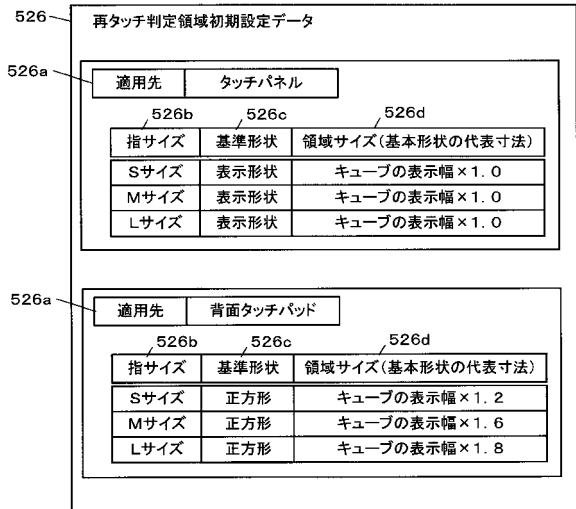 526
再タッチ判定領域初期設定データ
526a
適用先 タッチパネル
526b 526c 526d
指サイズ 基準形状 領域サイズ(基本形状の代表寸法)
Sサイズ 表示形状 キューブの表示幅×1.0
Mサイズ 表示形状 キューブの表示幅×1.0
Lサイズ 表示形状 キューブの表示幅×1.0
526a
適用先 背面タッチパッド
526b 526c 526d
指サイズ 基準形状 領域サイズ(基本形状の代表寸法)
Sサイズ 正方形 キューブの表示幅×1.2
Mサイズ 正方形 キューブの表示幅×1.6
Lサイズ 正方形 キューブの表示幅×1.8